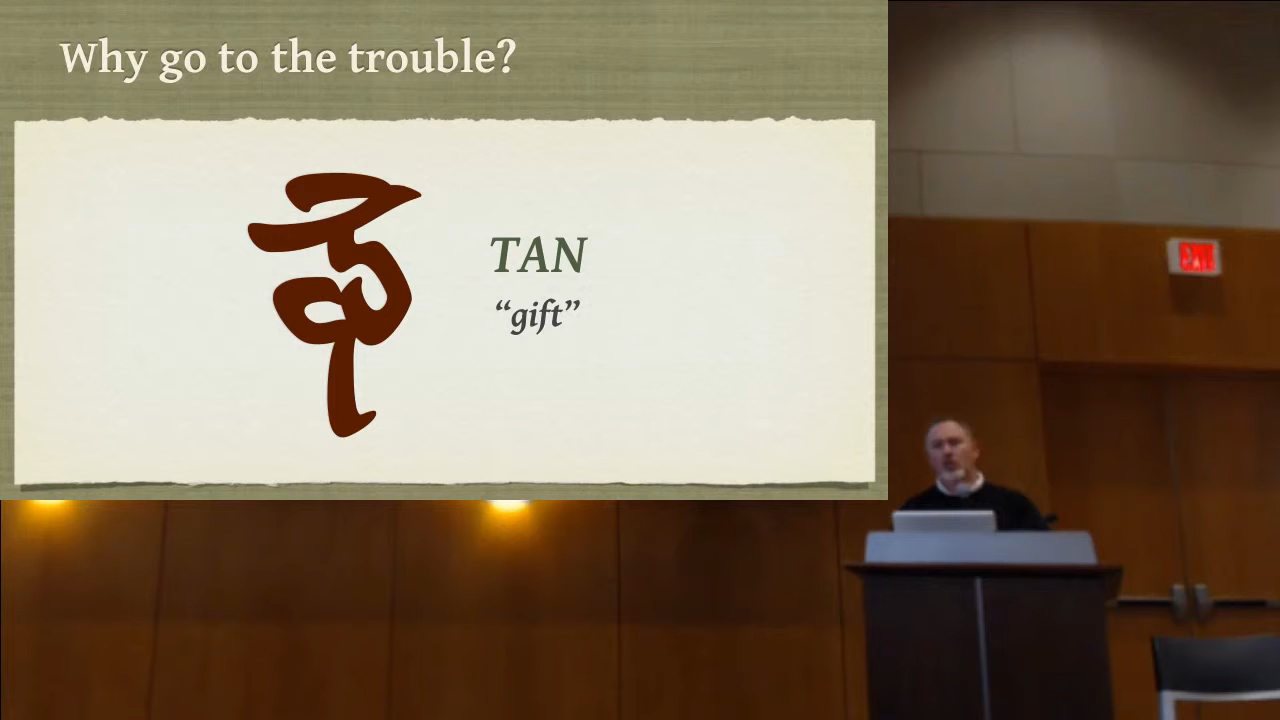 Why go to the trouble?
TAN
“gift”